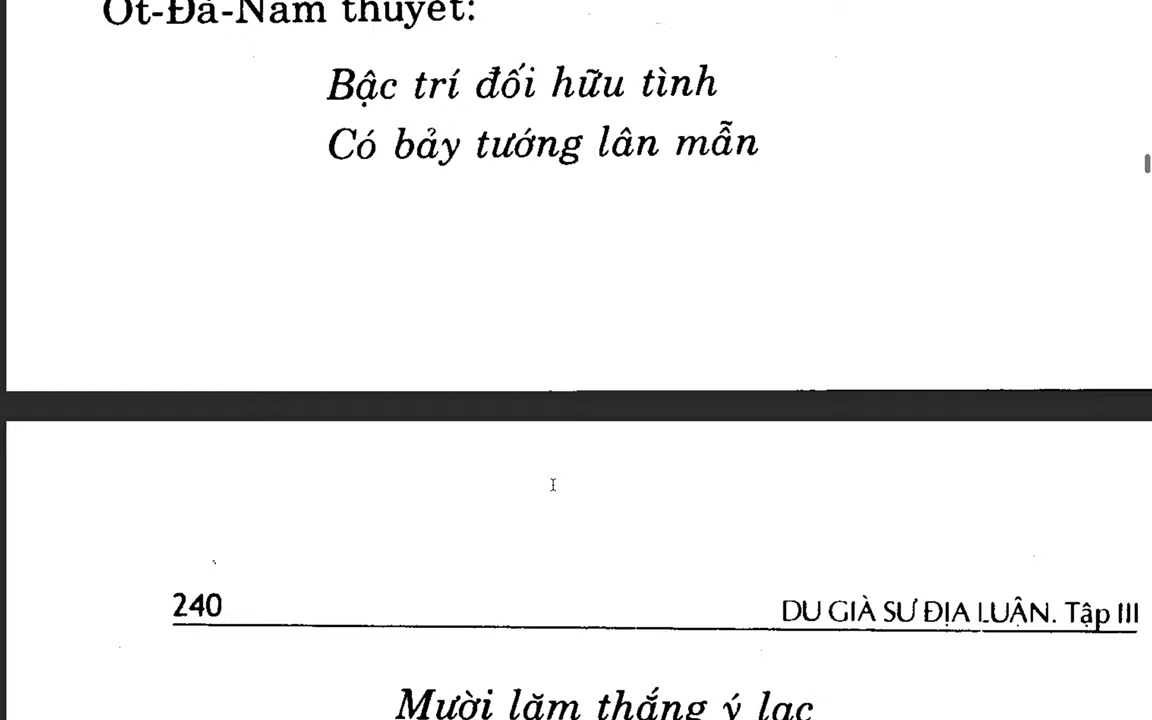 Ốt-Đà-Nam thuyết:
Bậc trí đối hữu tình
Có bảy tướng lân mẫn
240
DU GIÀ SƯ ĐỊA LUẬN. Tập III
Mười lăm thắng ý lạc